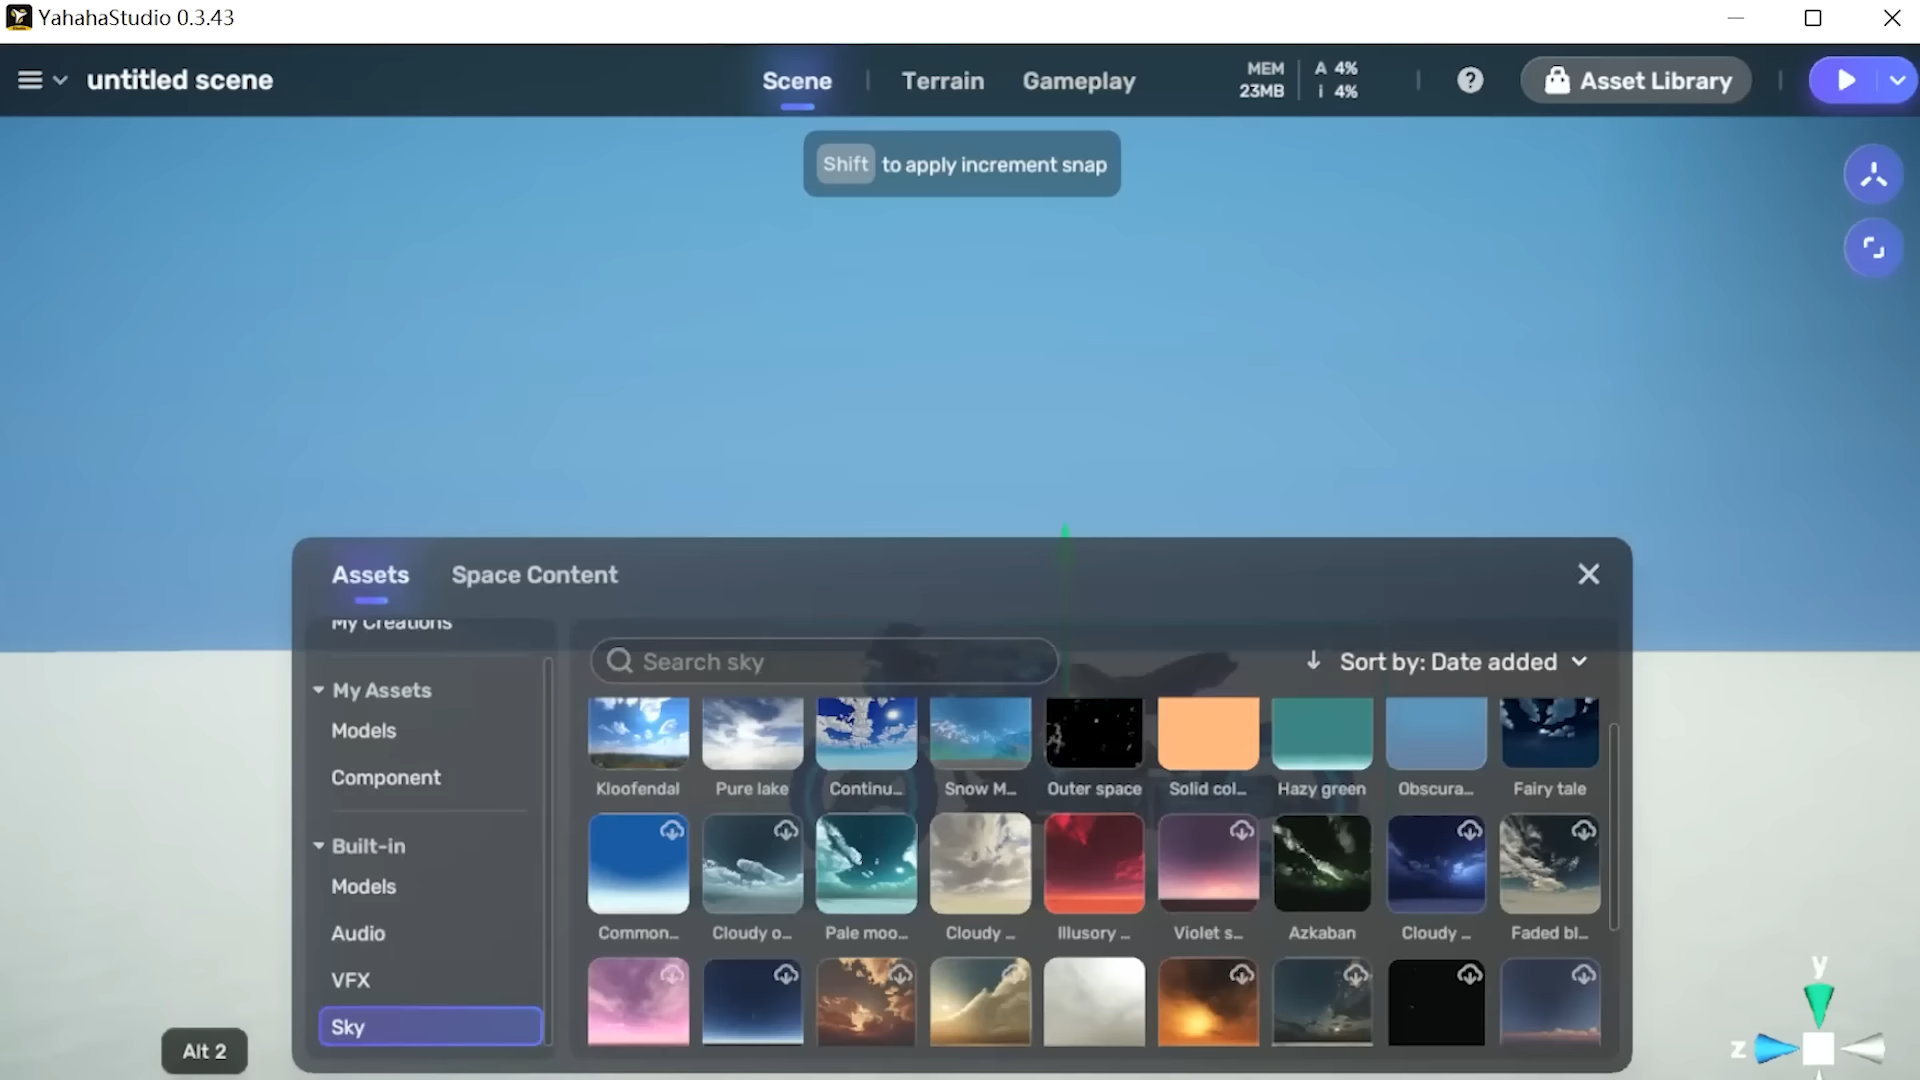 YahahaStudio 0.3.43
untitled scene
Scene
Terrain
Gameplay
MEM
23MB
A 4%
i 4%
Asset Library
Shift to apply increment snap
Assets
Space Content
My Creations
My Assets
Models
Component
Built-in
Models
Audio
VFX
Sky
Search sky
Sort by: Date added
Kloofendal
Pure lake
Continu...
Snow M...
Outer space
Solid col...
Hazy green
Obscura...
Fairy tale
Common...
Cloudy o...
Pale moo...
Cloudy ...
Illusory ...
Violet s...
Azkaban
Cloudy ...
Faded bl...
Alt 2
y
z